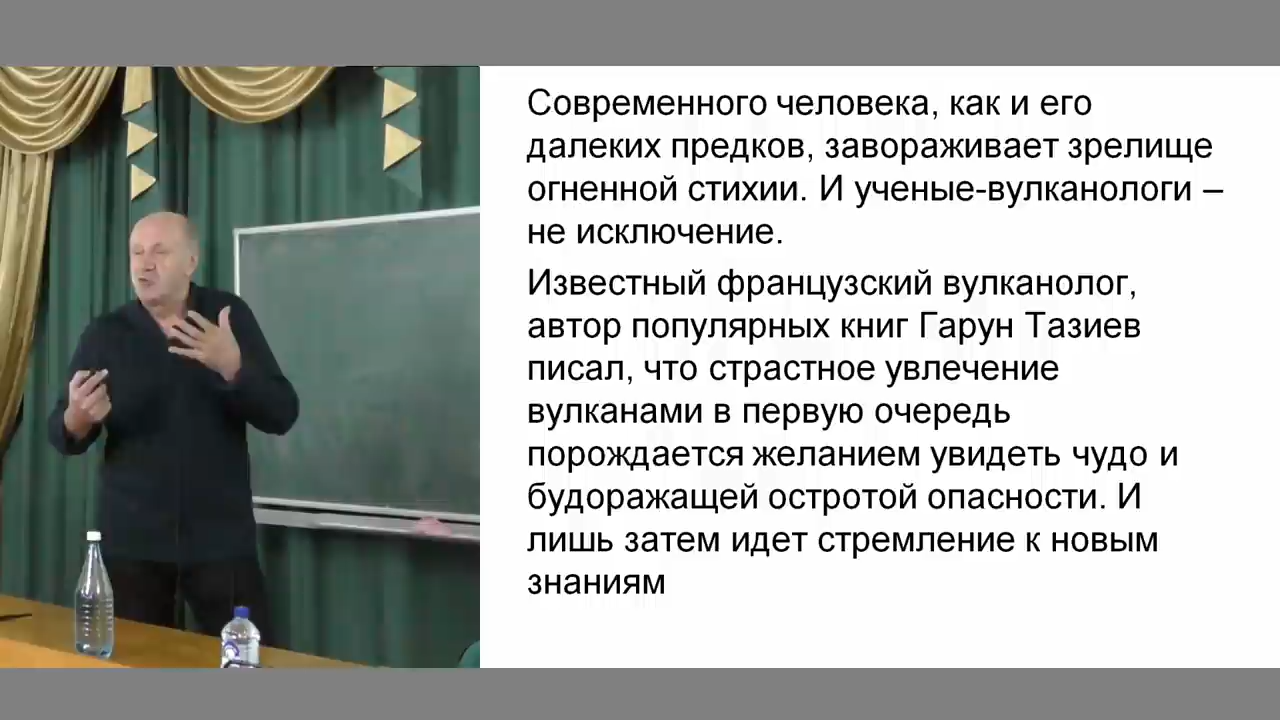 Современного человека, как и его
далеких предков, завораживает зрелище
огненной стихии. И ученые-вулканологи –
не исключение.
Известный французский вулканолог,
автор популярных книг Гарун Тазиев
писал, что страстное увлечение
вулканами в первую очередь
порождается желанием увидеть чудо и
будоражащей остротой опасности. И
лишь затем идет стремление к новым
знаниям